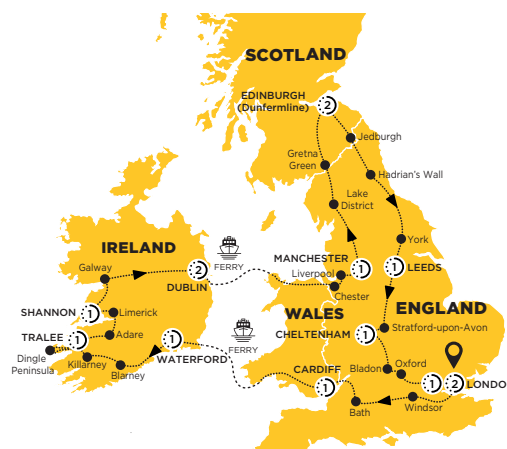 SCOTLAND
EDINBURGH
(Dunfermline)
2
Jedburgh
Gretna
Green
Hadrian's Wall
Lake
District
York
IRELAND
FERRY
MANCHESTER
1
1
LEEDS
Galway
2
Liverpool
DUBLIN
Chester
SHANNON
1
Limerick
WALES
ENGLAND
TRALEE
1
Adare
1
CHELTENHAM
1
Stratford-upon-Avon
Dingle
Peninsula
Killarney
WATERFORD
FERRY
Blarney
CARDIFF
1
Bladon
Oxford
1
2
LONDO
Bath
Windsor